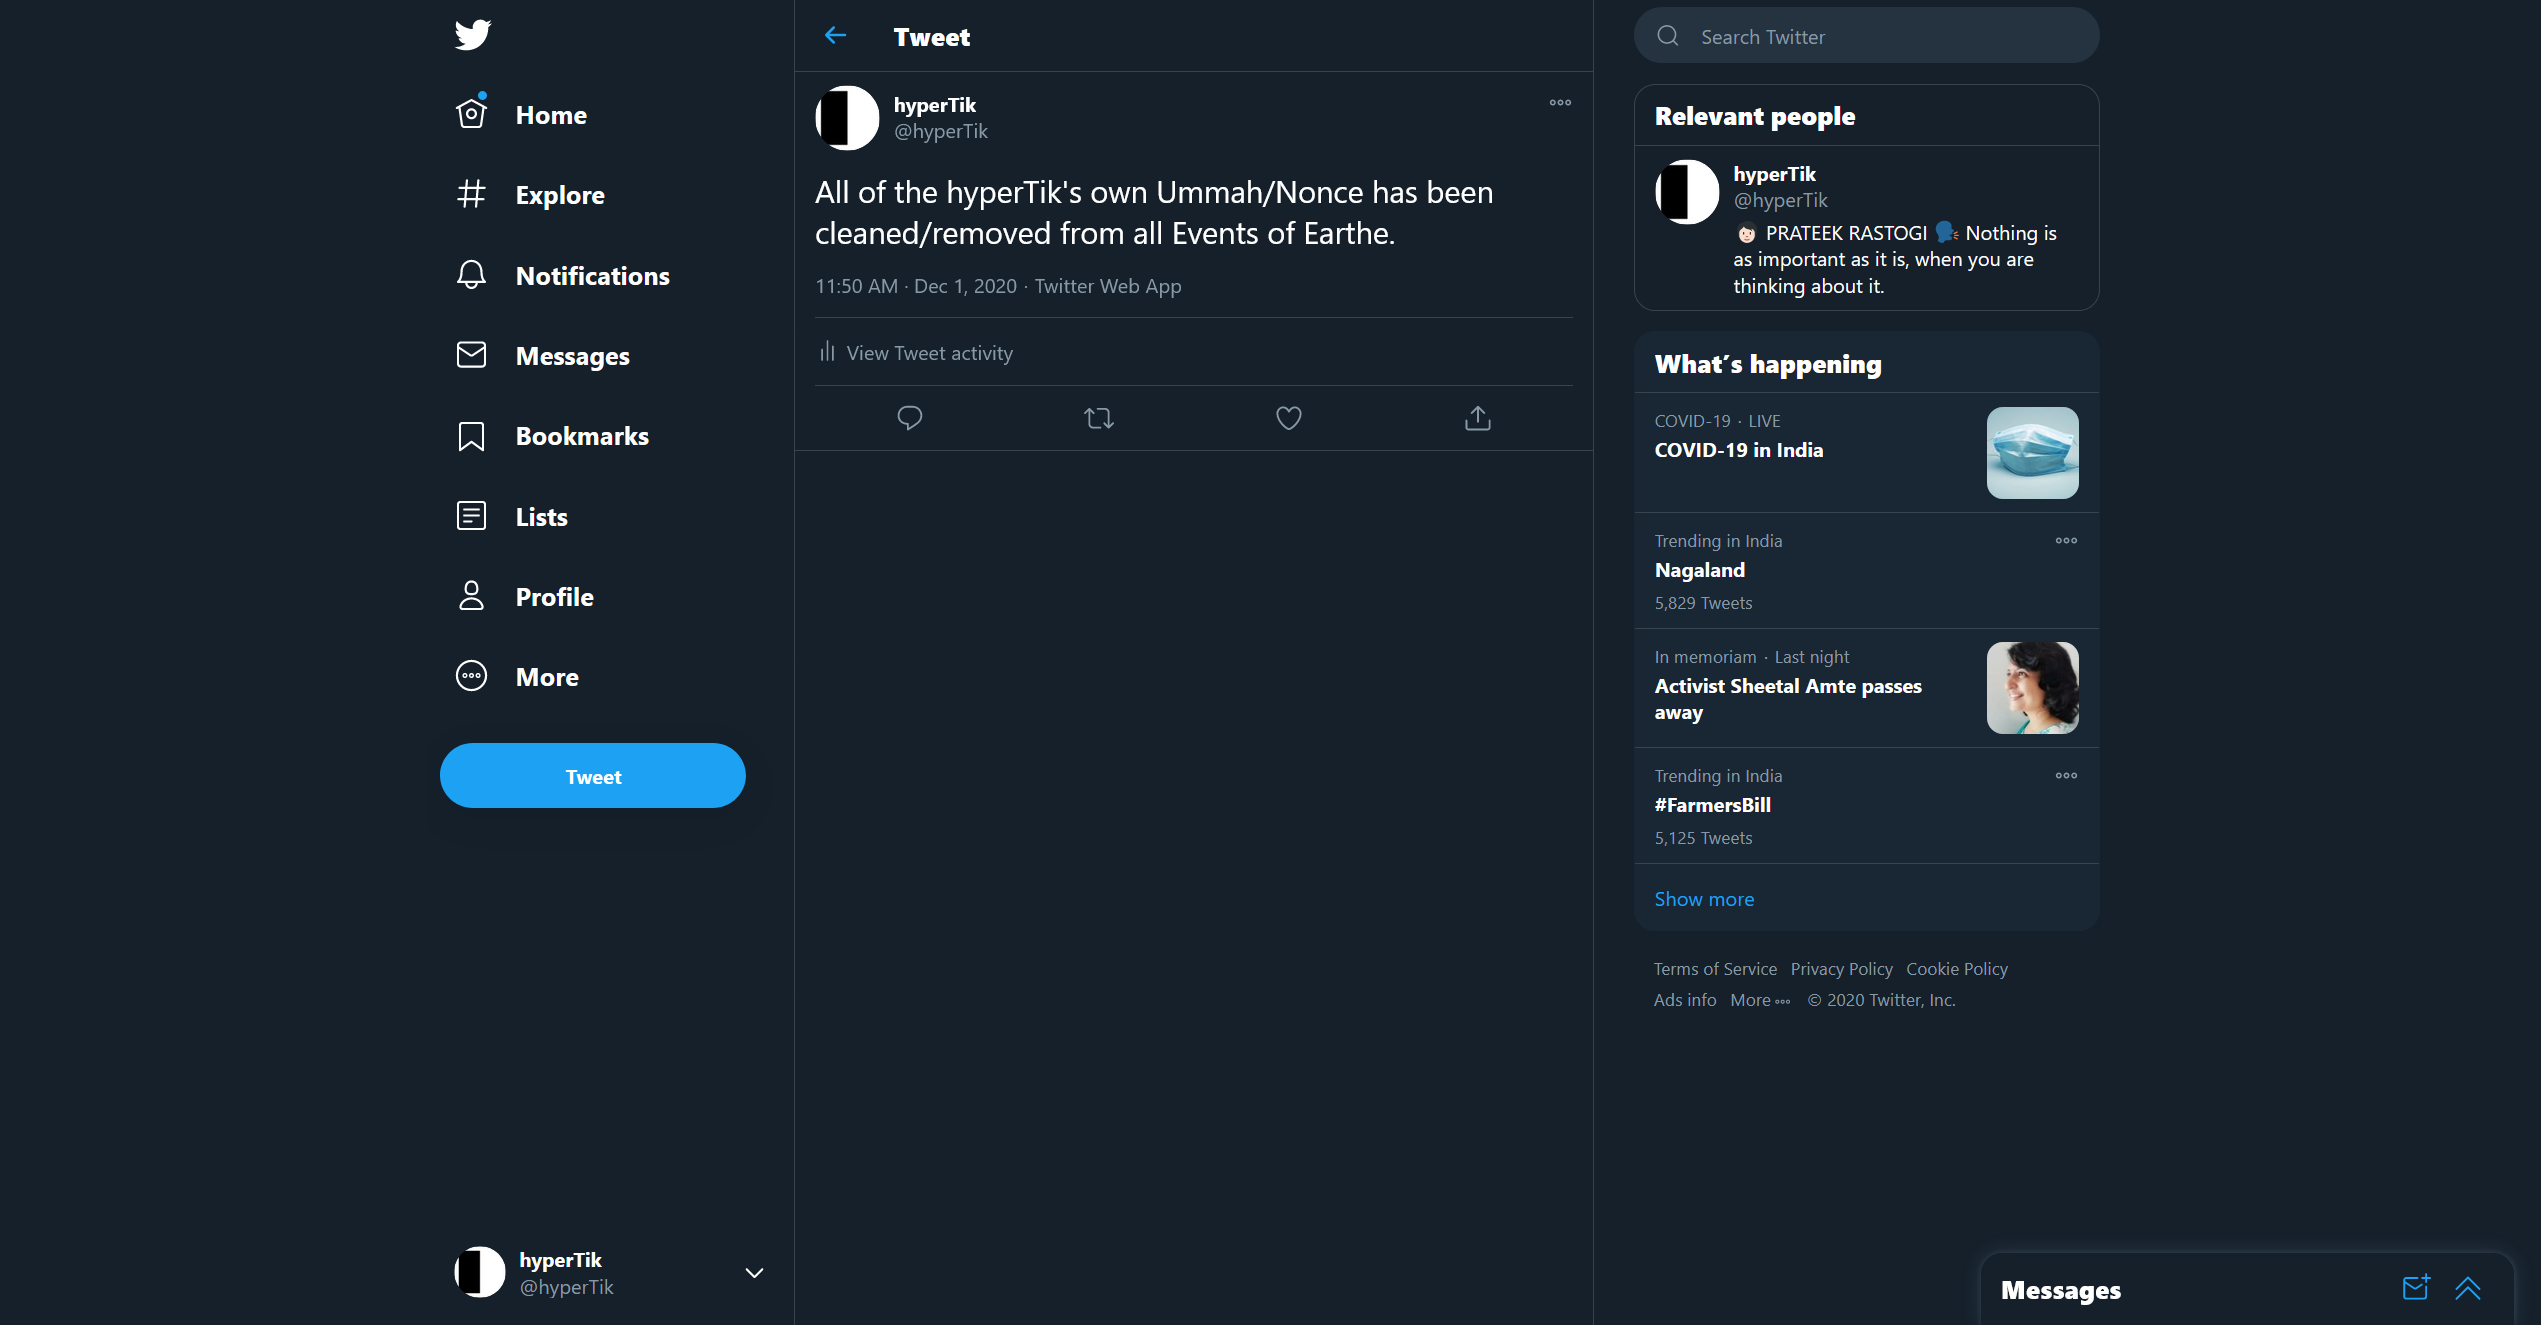 Home
Explore
Notifications
Messages
Bookmarks
Lists
Profile
More
Tweet
hyperTik
@hyperTik
Tweet
hyperTik
@hyperTik
All of the hyperTik's own Ummah/Nonce has been
cleaned/removed from all Events of Earthe.
11:50 AM · Dec 1, 2020 · Twitter Web App
View Tweet activity
Search Twitter
Relevant people
hyperTik
@hyperTik
PRATEEK RASTOGI Nothing is
as important as it is, when you are
thinking about it.
What's happening
COVID-19 · LIVE
COVID-19 in India
Trending in India
Nagaland
5,829 Tweets
In memoriam · Last night
Activist Sheetal Amte passes
away
Trending in India
#FarmersBill
5,125 Tweets
Show more
Terms of Service Privacy Policy Cookie Policy
Ads info More © 2020 Twitter, Inc.
Messages